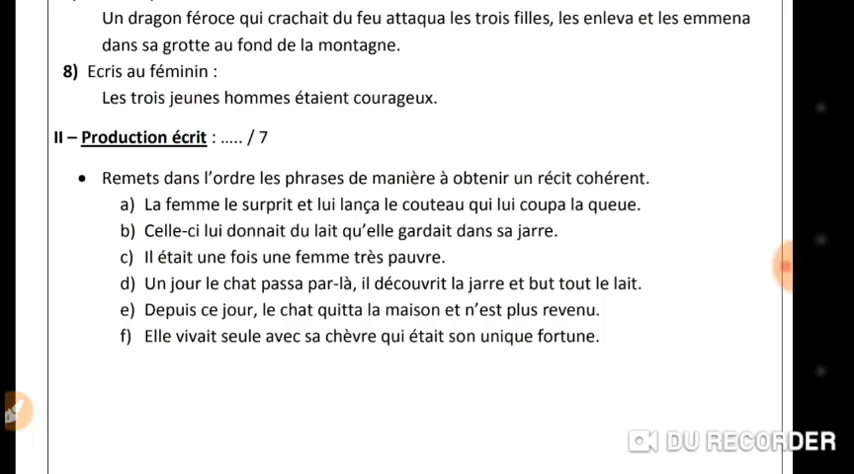 Un dragon féroce qui crachait du feu attaqua les trois filles, les enleva et les emmena
dans sa grotte au fond de la montagne.
8) Ecris au féminin :
Les trois jeunes hommes étaient courageux.
II – Production écrit : ..... / 7
• Remets dans l'ordre les phrases de manière à obtenir un récit cohérent.
a) La femme le surprit et lui lança le couteau qui lui coupa la queue.
b) Celle-ci lui donnait du lait qu'elle gardait dans sa jarre.
c) Il était une fois une femme très pauvre.
d) Un jour le chat passa par-là, il découvrit la jarre et but tout le lait.
e) Depuis ce jour, le chat quitta la maison et n'est plus revenu.
f) Elle vivait seule avec sa chèvre qui était son unique fortune.
DU RECORDER